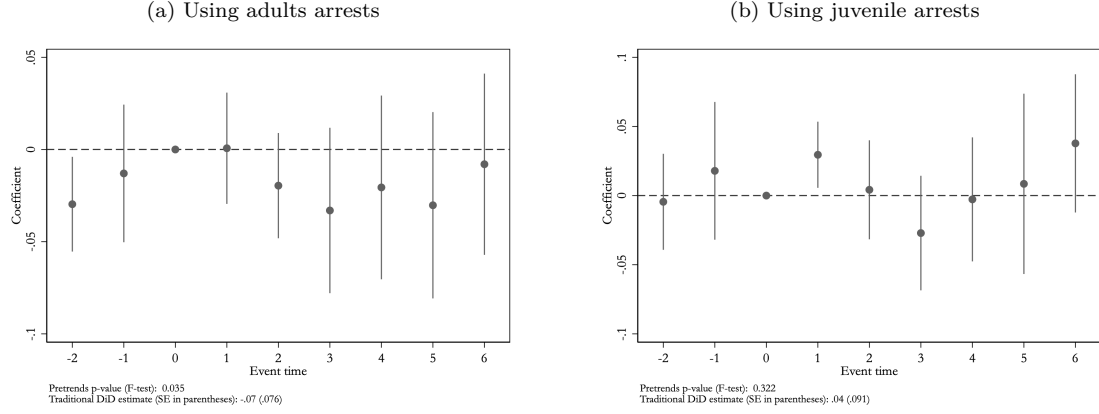 (a) Using adults arrests
.05
0
-.05
-.1
Coefficient
-2 -1 0 1 2 3 4 5 6
Event time
Pretrends p-value (F-test): 0.035
Traditional DiD estimate (SE in parentheses): -.07 (.076)
(b) Using juvenile arrests
.1
.05
0
-.05
-.1
Coefficient
-2 -1 0 1 2 3 4 5 6
Event time
Pretrends p-value (F-test): 0.322
Traditional DiD estimate (SE in parentheses): .04 (.091)